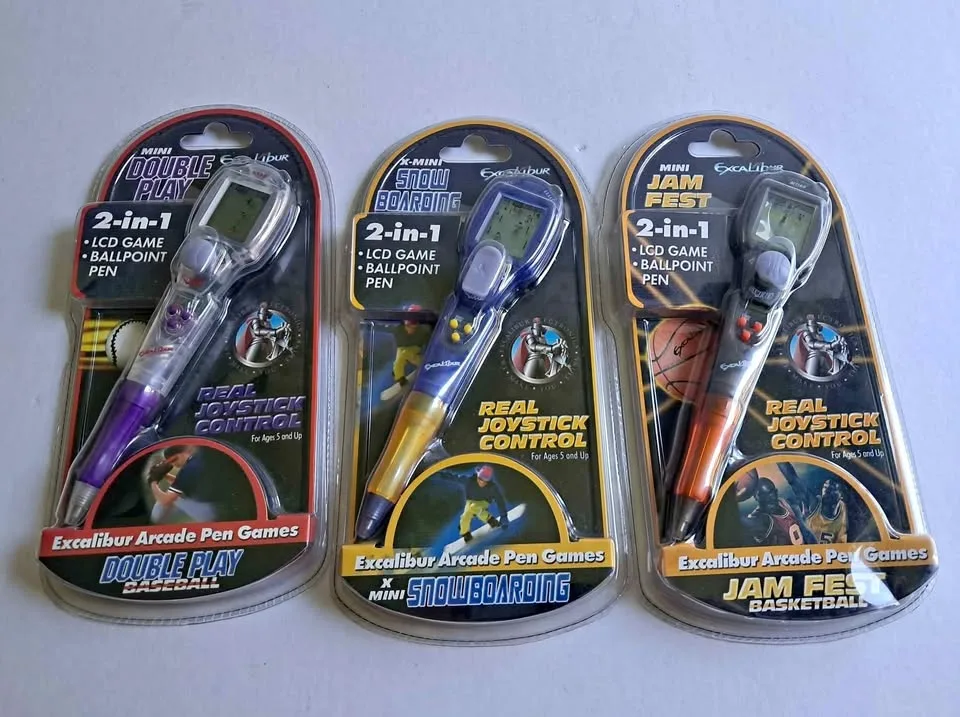 MINI
DOUBLE
PLAY
EXCALIBUR
2-in-1
• LCD GAME
• BALLPOINT
PEN
EXCALIBUR
REAL
JOYSTICK
CONTROL
For Ages 5 and Up
Excalibur Arcade Pen Games
DOUBLE PLAY
BASEBALL
X-MINI
SNOW
BOARDING
EXCALIBUR
2-in-1
• LCD GAME
• BALLPOINT
PEN
EXCALIBUR
REAL
JOYSTICK
CONTROL
For Ages 5 and Up
Excalibur Arcade Pen Games
X
MINI SNOWBOARDING
MINI
JAM
FEST
EXCALIBUR
2-in-1
• LCD GAME
• BALLPOINT
PEN
EXCALIBUR
REAL
JOYSTICK
CONTROL
For Ages 5 and Up
Excalibur Arcade Pen Games
JAM FEST
BASKETBALL